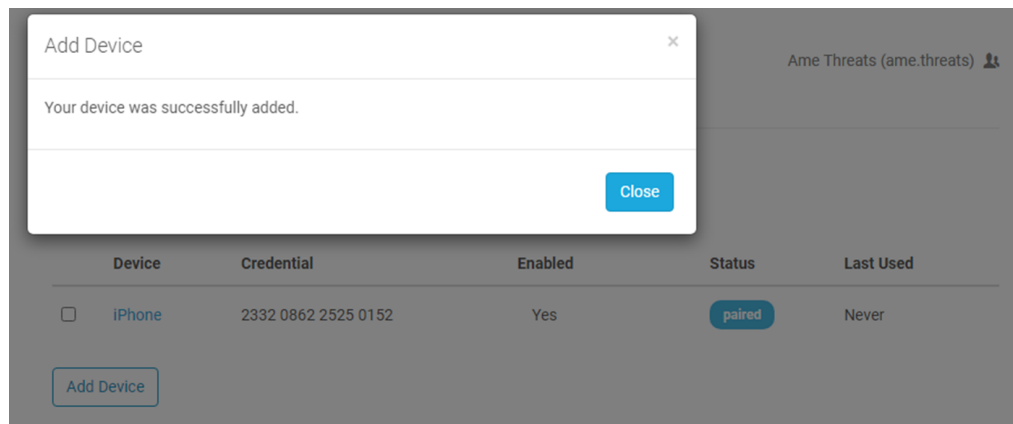 Add Device ×
Ame Threats (ame.threats)
Your device was successfully added.
Close
Device Credential Enabled Status Last Used
iPhone 2332 0862 2525 0152 Yes paired Never
Add Device